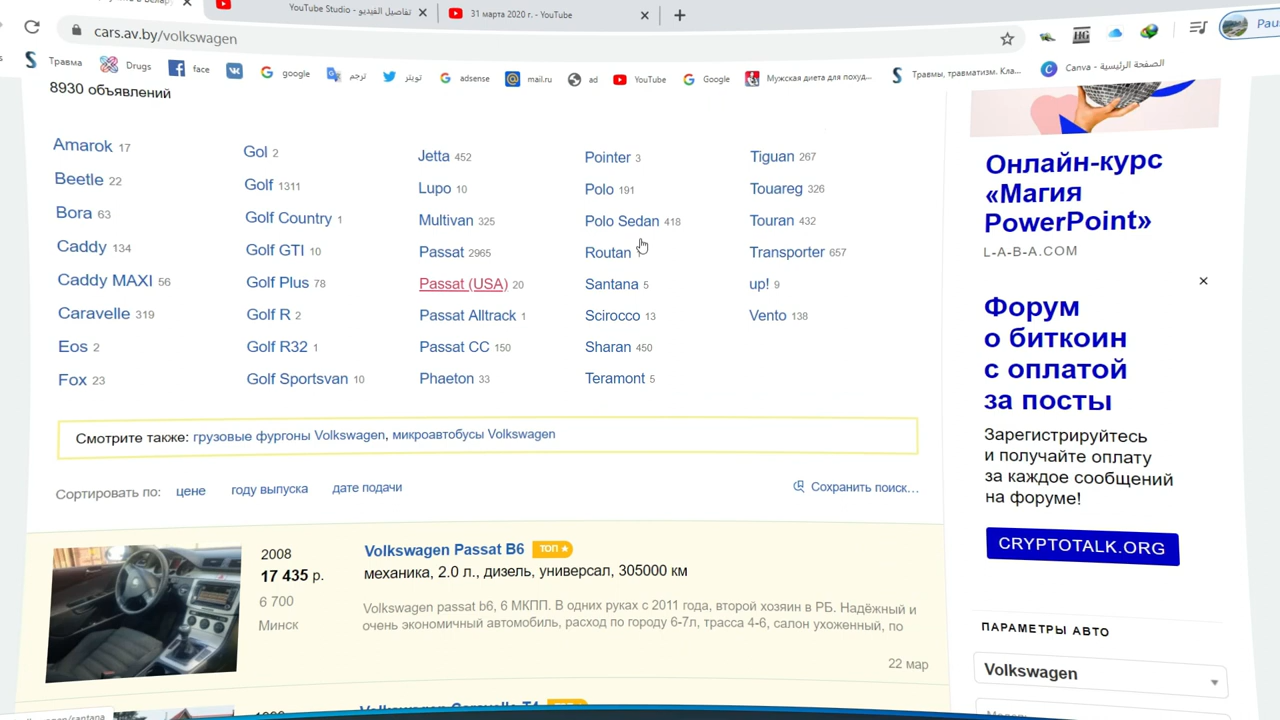 تفاصيل الفيديو - YouTube Studio
31 марта 2020 г. - YouTube
cars.av.by/volkswagen
Травма Drugs face google ترجم تويتر adsense mail.ru ad YouTube Google Мужская диета для похуд... Травмы, травматизм. Кла... Canva - الصفحة الرئيسية
8930 объявлений
Amarok 17
Beetle 22
Bora 63
Caddy 134
Caddy MAXI 56
Caravelle 319
Eos 2
Fox 23
Gol 2
Golf 1311
Golf Country 1
Golf GTI 10
Golf Plus 78
Golf R 2
Golf R32 1
Golf Sportsvan 10
Jetta 452
Lupo 10
Multivan 325
Passat 2965
Passat (USA) 20
Passat Alltrack 1
Passat CC 150
Phaeton 33
Pointer 3
Polo 191
Polo Sedan 418
Routan
Santana 5
Scirocco 13
Sharan 450
Teramont 5
Tiguan 267
Touareg 326
Touran 432
Transporter 657
up! 9
Vento 138
Смотрите также: грузовые фургоны Volkswagen, микроавтобусы Volkswagen
Сортировать по: цене году выпуска дате подачи
Сохранить поиск...
2008
17 435 р.
6 700
Минск
Volkswagen Passat B6 ТОП
механика, 2.0 л., дизель, универсал, 305000 км
Volkswagen passat b6, 6 МКПП. В одних руках с 2011 года, второй хозяин в РБ. Надёжный и
очень экономичный автомобиль, расход по городу 6-7л, трасса 4-6, салон ухоженный, по
22 мар
Онлайн-курс
«Магия
PowerPoint»
L-A-B-A.COM
Форум
о биткоин
с оплатой
за посты
Зарегистрируйтесь
и получайте оплату
за каждое сообщений
на форуме!
CRYPTOTALK.ORG
ПАРАМЕТРЫ АВТО
Volkswagen